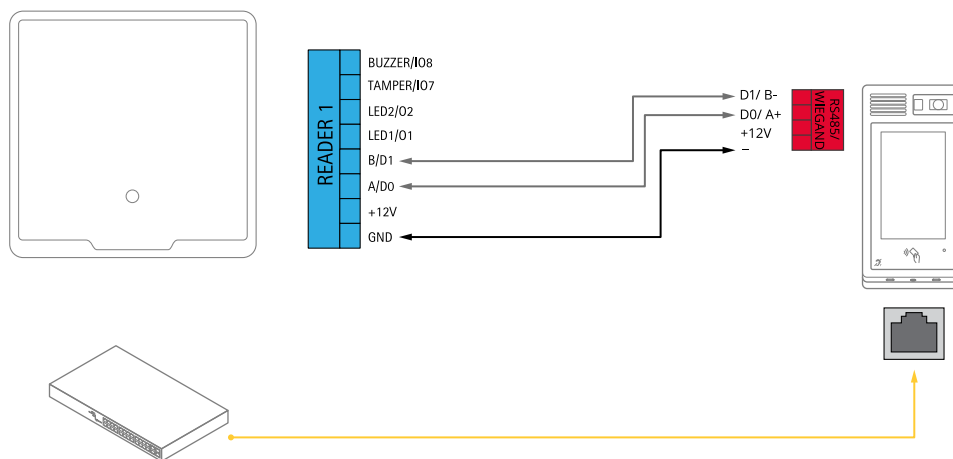 READER 1
BUZZER/IO8
TAMPER/IO7
LED2/O2
LED1/O1
B/D1
A/D0
+12V
GND
D1/ B-
D0/ A+
+12V
–
RS485/
WIEGAND